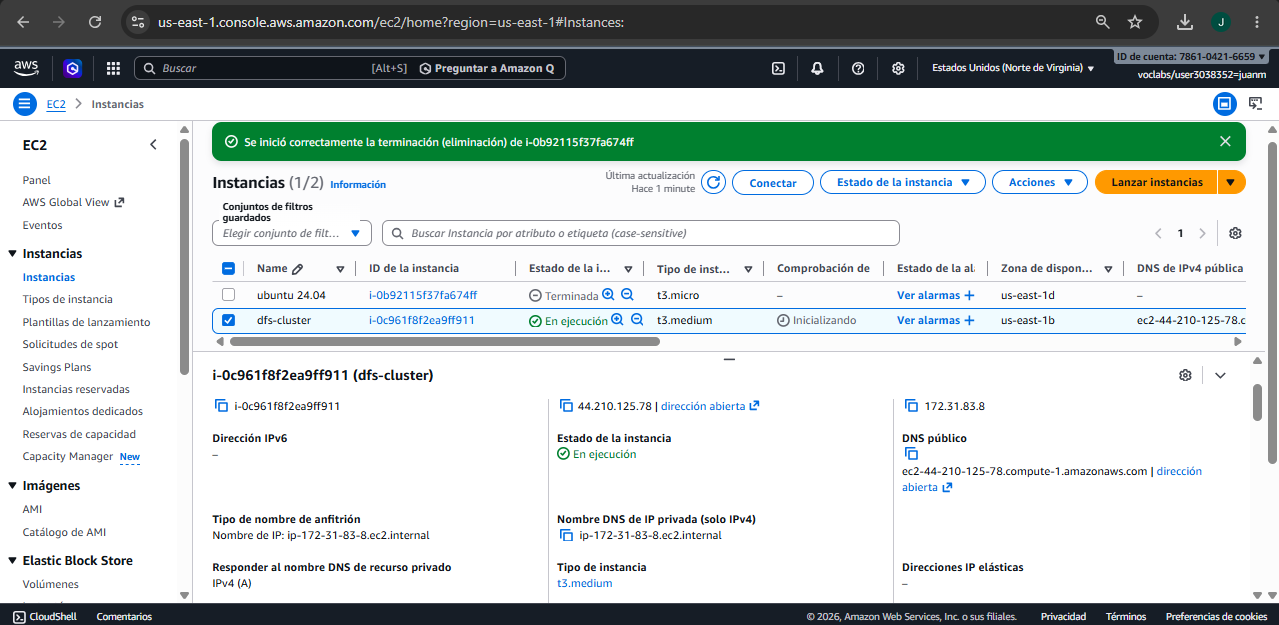 us-east-1.console.aws.amazon.com/ec2/home?region=us-east-1#Instances:
J
aws
Buscar
[Alt+S]
Preguntar a Amazon Q
Estados Unidos (Norte de Virginia)
ID de cuenta: 7861-0421-6659
voclabs/user3038352=juanm
EC2
Instancias
EC2
Panel
AWS Global View
Eventos
Instancias
Instancias
Tipos de instancia
Plantillas de lanzamiento
Solicitudes de spot
Savings Plans
Instancias reservadas
Alojamientos dedicados
Reservas de capacidad
Capacity Manager New
Imágenes
AMI
Catálogo de AMI
Elastic Block Store
Volúmenes
Se inició correctamente la terminación (eliminación) de i-0b92115f37fa674ff
Instancias (1/2) Información
Última actualización
Hace 1 minute
Conectar
Estado de la instancia
Acciones
Lanzar instancias
Conjuntos de filtros
guardados
Elegir conjunto de filt...
Buscar Instancia por atributo o etiqueta (case-sensitive)
1
Name ID de la instancia Estado de la i... Tipo de inst... Comprobación de Estado de la al Zona de dispon... DNS de IPv4 pública
ubuntu 24.04 i-0b92115f37fa674ff Terminada t3.micro – Ver alarmas + us-east-1d –
dfs-cluster i-0c961f8f2ea9ff911 En ejecución t3.medium Inicializando Ver alarmas + us-east-1b ec2-44-210-125-78.c
i-0c961f8f2ea9ff911 (dfs-cluster)
i-0c961f8f2ea9ff911
44.210.125.78 | dirección abierta
172.31.83.8
Dirección IPv6
–
Estado de la instancia
En ejecución
DNS público
ec2-44-210-125-78.compute-1.amazonaws.com | dirección
abierta
Tipo de nombre de anfitrión
Nombre de IP: ip-172-31-83-8.ec2.internal
Nombre DNS de IP privada (solo IPv4)
ip-172-31-83-8.ec2.internal
Responder al nombre DNS de recurso privado
IPv4 (A)
Tipo de instancia
t3.medium
Direcciones IP elásticas
–
CloudShell
Comentarios
© 2026, Amazon Web Services, Inc. o sus filiales.
Privacidad
Términos
Preferencias de cookies